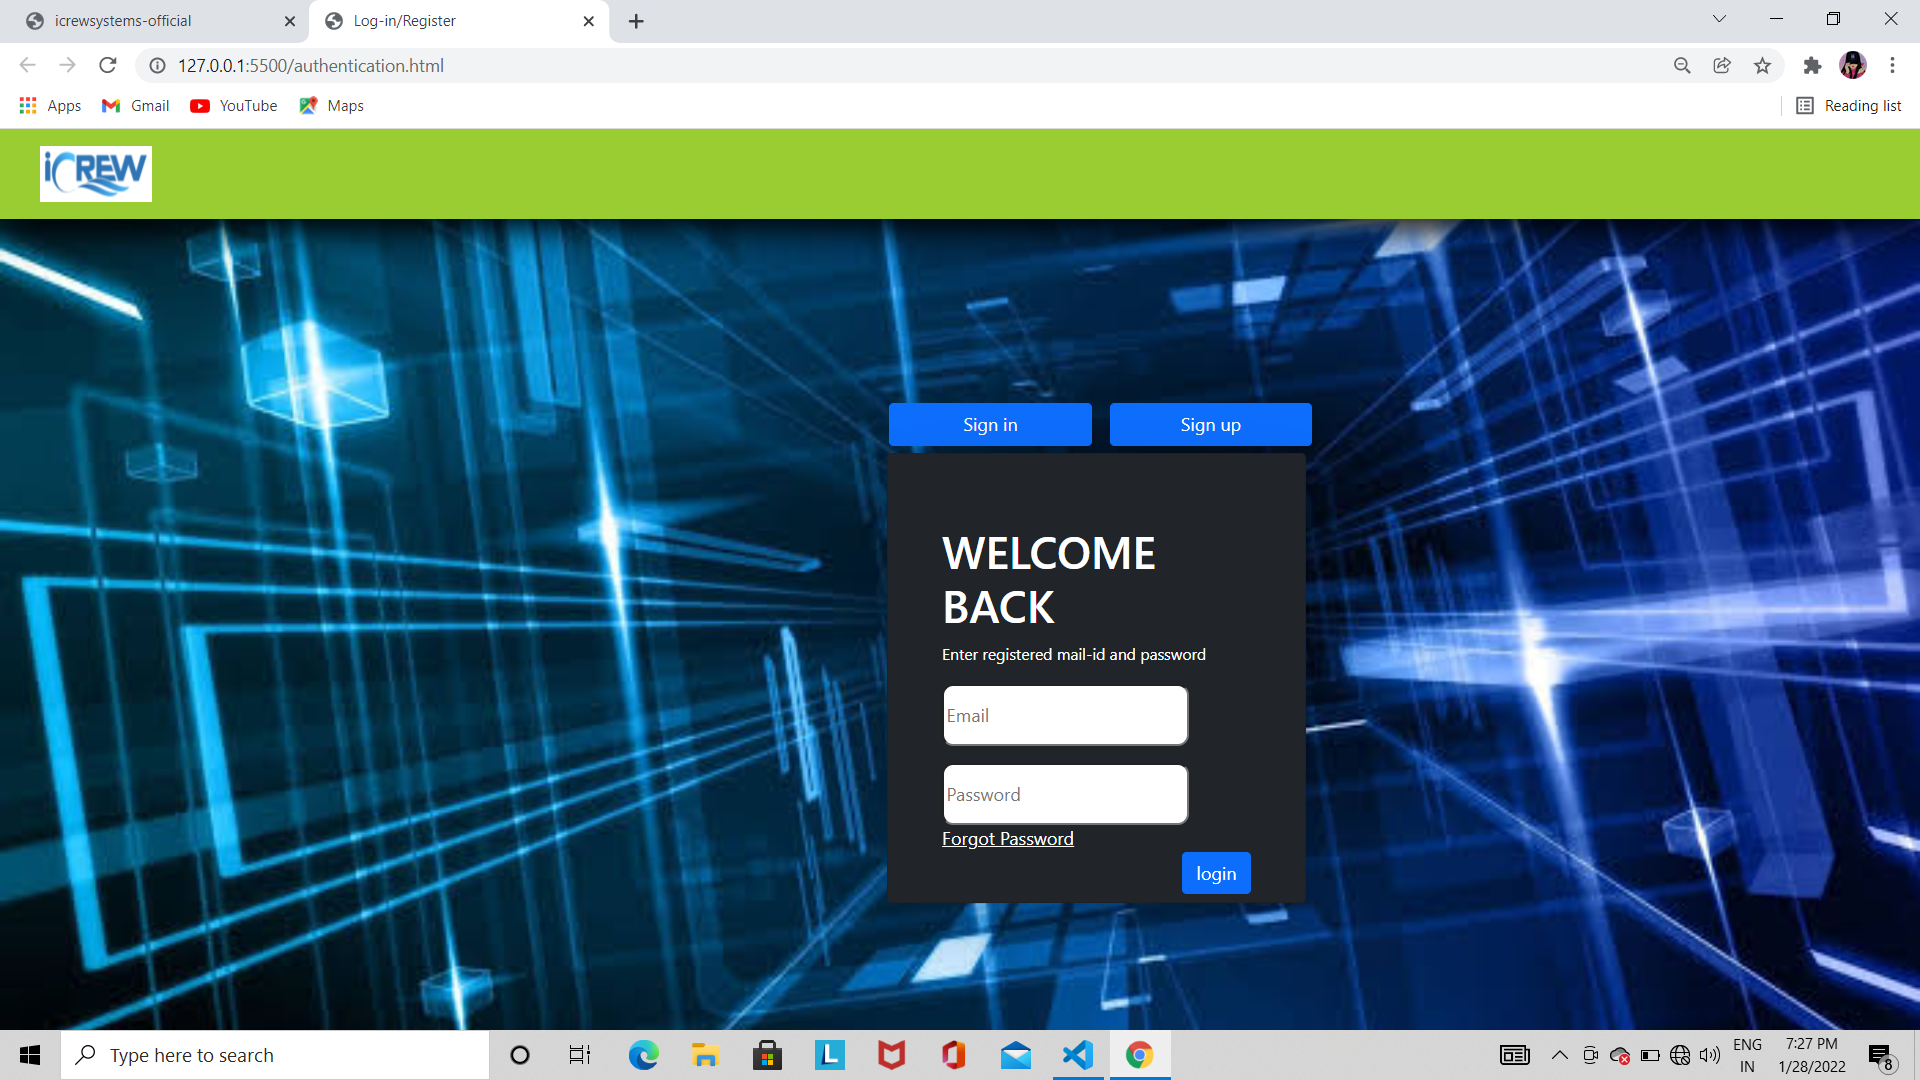 icrewsystems-official
Log-in/Register
127.0.0.1:5500/authentication.html
Apps
Gmail
YouTube
Maps
Reading list
iCREW
Sign in
Sign up
WELCOME
BACK
Enter registered mail-id and password
Email
Password
Forgot Password
login
Type here to search
L
ENG
IN
7:27 PM
1/28/2022
8